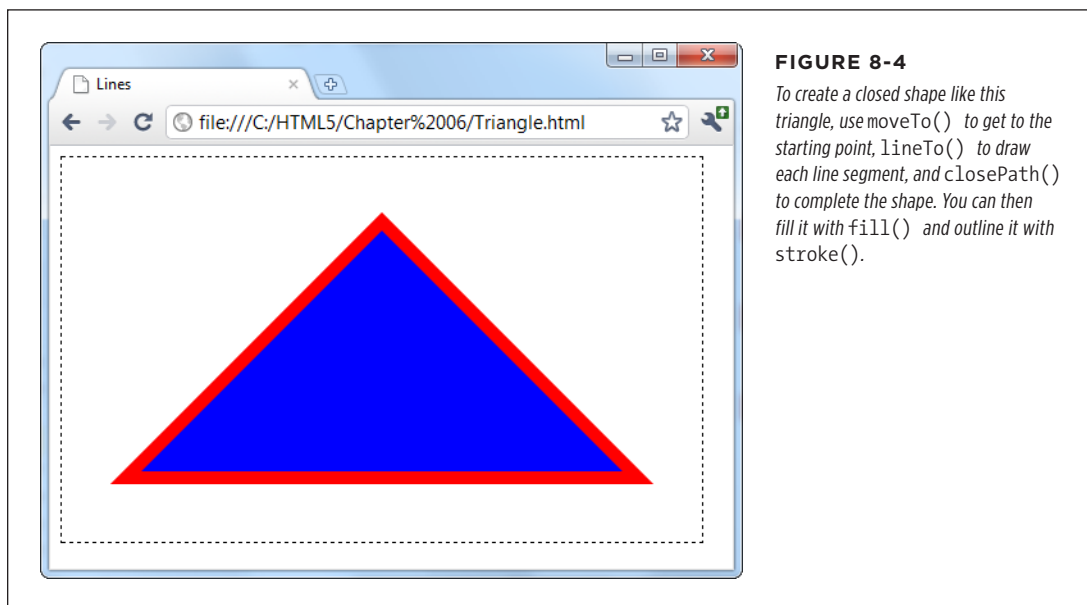 Lines
file:///C:/HTML5/Chapter%2006/Triangle.html
FIGURE 8-4
To create a closed shape like this
triangle, use moveTo() to get to the
starting point, lineTo() to draw
each line segment, and closePath()
to complete the shape. You can then
fill it with fill() and outline it with
stroke().